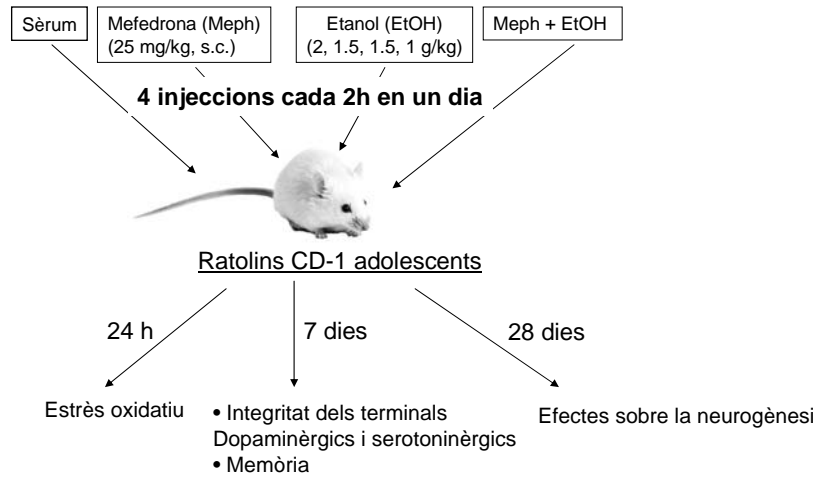 Sèrum
Mefedrona (Meph)
(25 mg/kg, s.c.)
Etanol (EtOH)
(2, 1.5, 1.5, 1 g/kg)
Meph + EtOH
4 injeccions cada 2h en un dia
Ratolins CD-1 adolescents
24 h
7 dies
28 dies
Estrès oxidatiu
• Integritat dels terminals
Dopaminèrgics i serotoninèrgics
• Memòria
Efectes sobre la neurogènesi